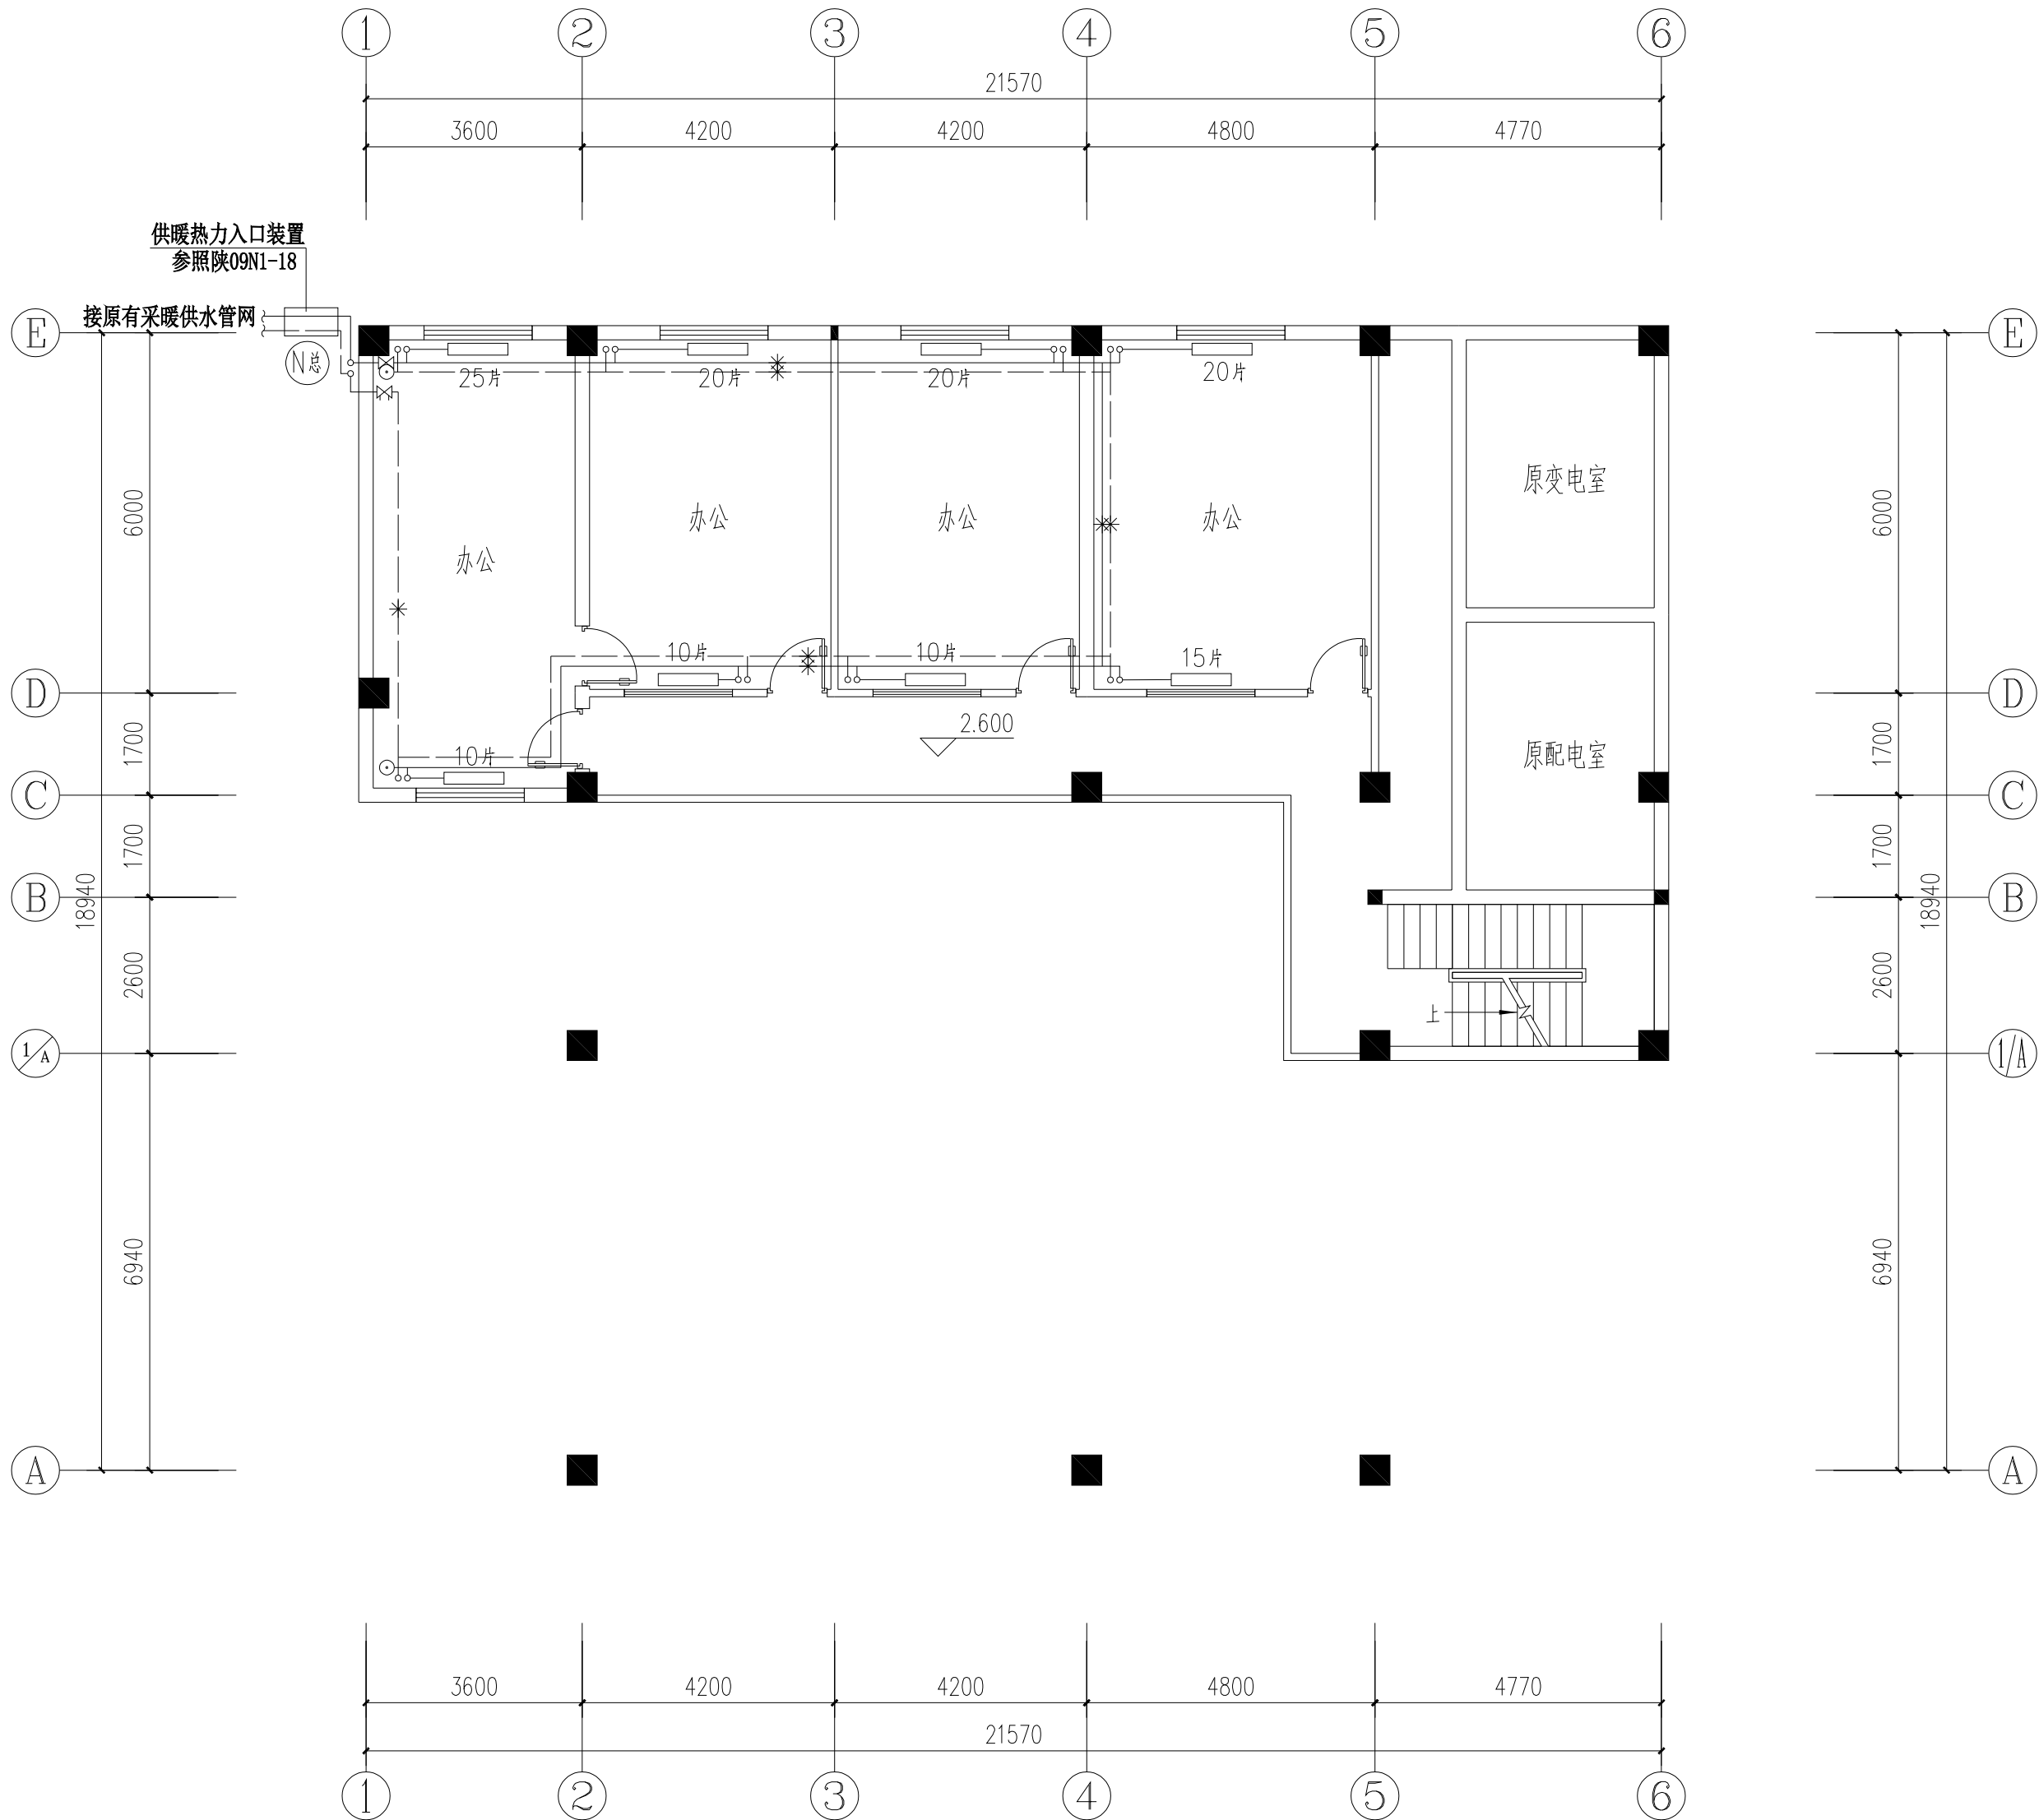 1 2 3 4 5 6
21570
3600 4200 4200 4800 4770
供暖热力入口装置
参照陕09N1-18
接原有采暖供水管网
E E
N总
25片 20片 20片 20片
原变电室
6000 6000
办公 办公 办公
办公
10片 10片 15片
D D
2.600
1700 1700
10片
原配电室
C C
1700 1700
18940 18940
B B
2600 2600
上
1/A 1/A
6940 6940
A A
3600 4200 4200 4800 4770
21570
1 2 3 4 5 6